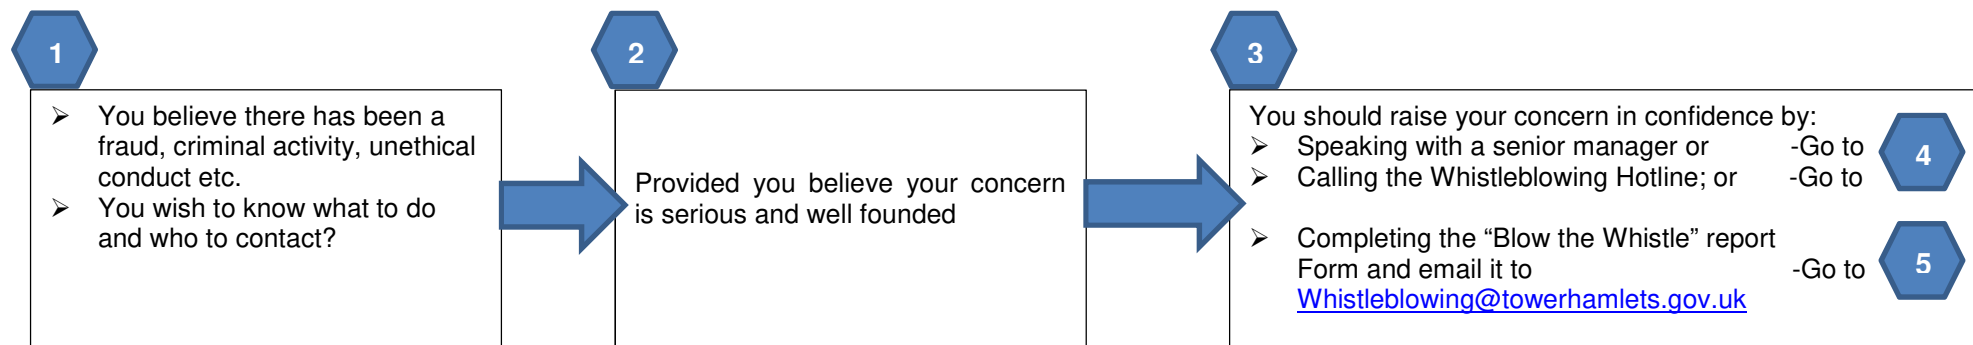 1
➢ You believe there has been a
fraud, criminal activity, unethical
conduct etc.
➢ You wish to know what to do
and who to contact?
2
Provided you believe your concern
is serious and well founded
3
You should raise your concern in confidence by:
➢ Speaking with a senior manager or -Go to
4
➢ Calling the Whistleblowing Hotline; or -Go to
➢ Completing the “Blow the Whistle” report
Form and email it to -Go to
5
Whistleblowing@towerhamlets.gov.uk